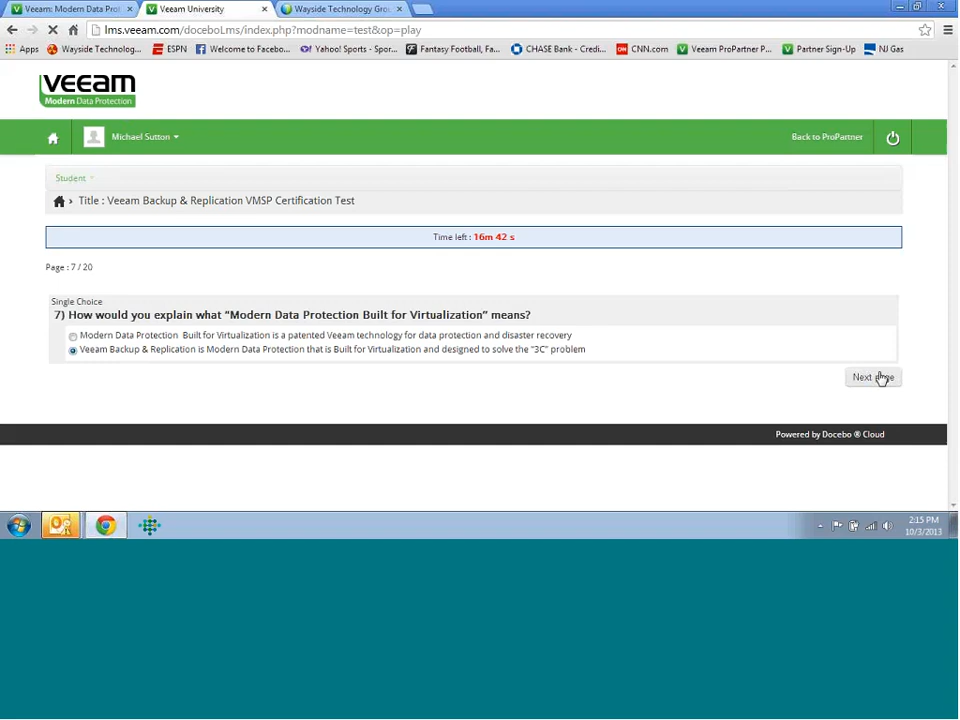 Veeam: Modern Data Prot
Veeam University
Wayside Technology Grou
lms.veeam.com/doceboLms/index.php?modname=test&op=play
Apps Wayside Technolog... ESPN Welcome to Facebo... Yahoo! Sports - Spor... Fantasy Football, Fa... CHASE Bank - Credi... CNN.com Veeam ProPartner P... Partner Sign-Up NJ Gas
veeam
Modern Data Protection
Michael Sutton
Back to ProPartner
Student
Title : Veeam Backup & Replication VMSP Certification Test
Time left : 16m 42 s
Page : 7 / 20
Single Choice
7) How would you explain what “Modern Data Protection Built for Virtualization” means?
Modern Data Protection Built for Virtualization is a patented Veeam technology for data protection and disaster recovery
Veeam Backup & Replication is Modern Data Protection that is Built for Virtualization and designed to solve the "3C" problem
Next
Powered by Docebo ® Cloud
2:15 PM
10/3/2013